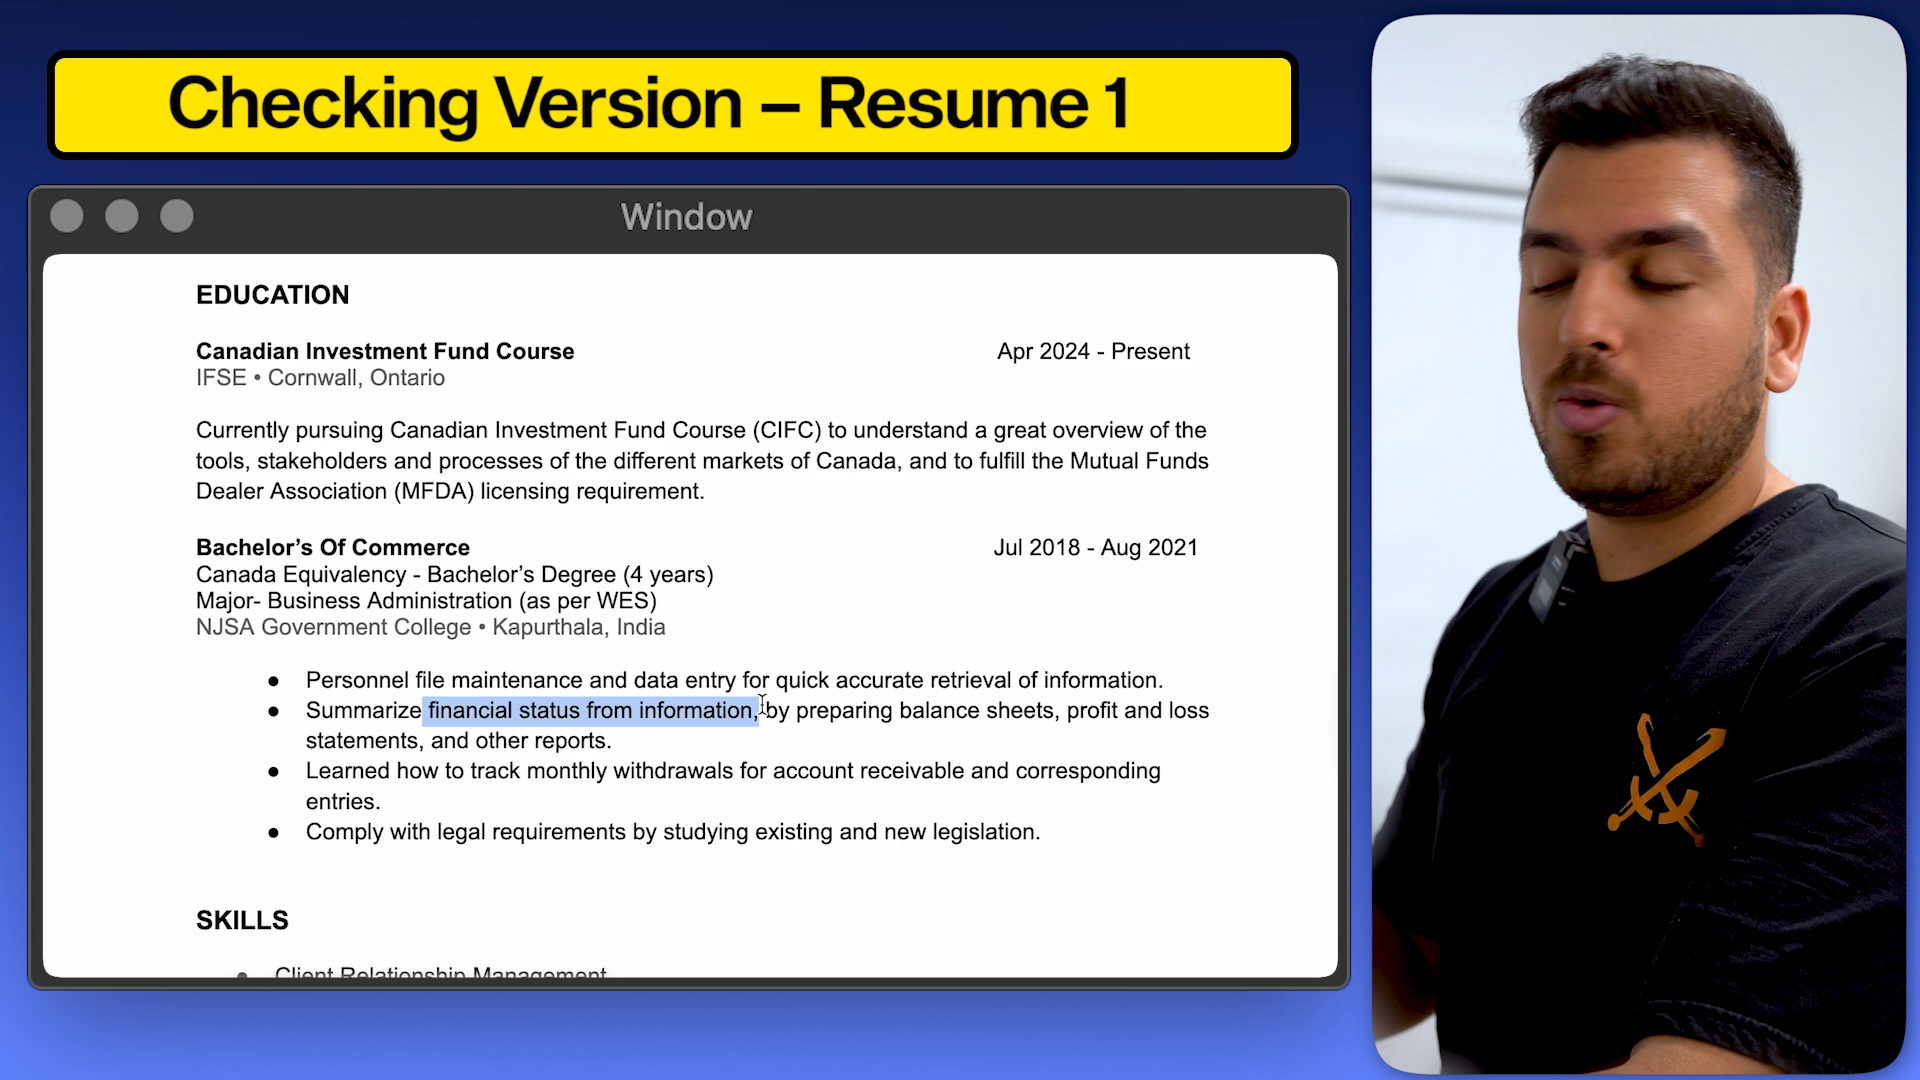 Checking Version – Resume 1
Window
EDUCATION
Canadian Investment Fund Course Apr 2024 - Present
IFSE • Cornwall, Ontario
Currently pursuing Canadian Investment Fund Course (CIFC) to understand a great overview of the
tools, stakeholders and processes of the different markets of Canada, and to fulfill the Mutual Funds
Dealer Association (MFDA) licensing requirement.
Bachelor’s Of Commerce Jul 2018 - Aug 2021
Canada Equivalency - Bachelor’s Degree (4 years)
Major- Business Administration (as per WES)
NJSA Government College • Kapurthala, India
● Personnel file maintenance and data entry for quick accurate retrieval of information.
● Summarize financial status from information, by preparing balance sheets, profit and loss
statements, and other reports.
● Learned how to track monthly withdrawals for account receivable and corresponding
entries.
● Comply with legal requirements by studying existing and new legislation.
SKILLS
● Client Relationship Management